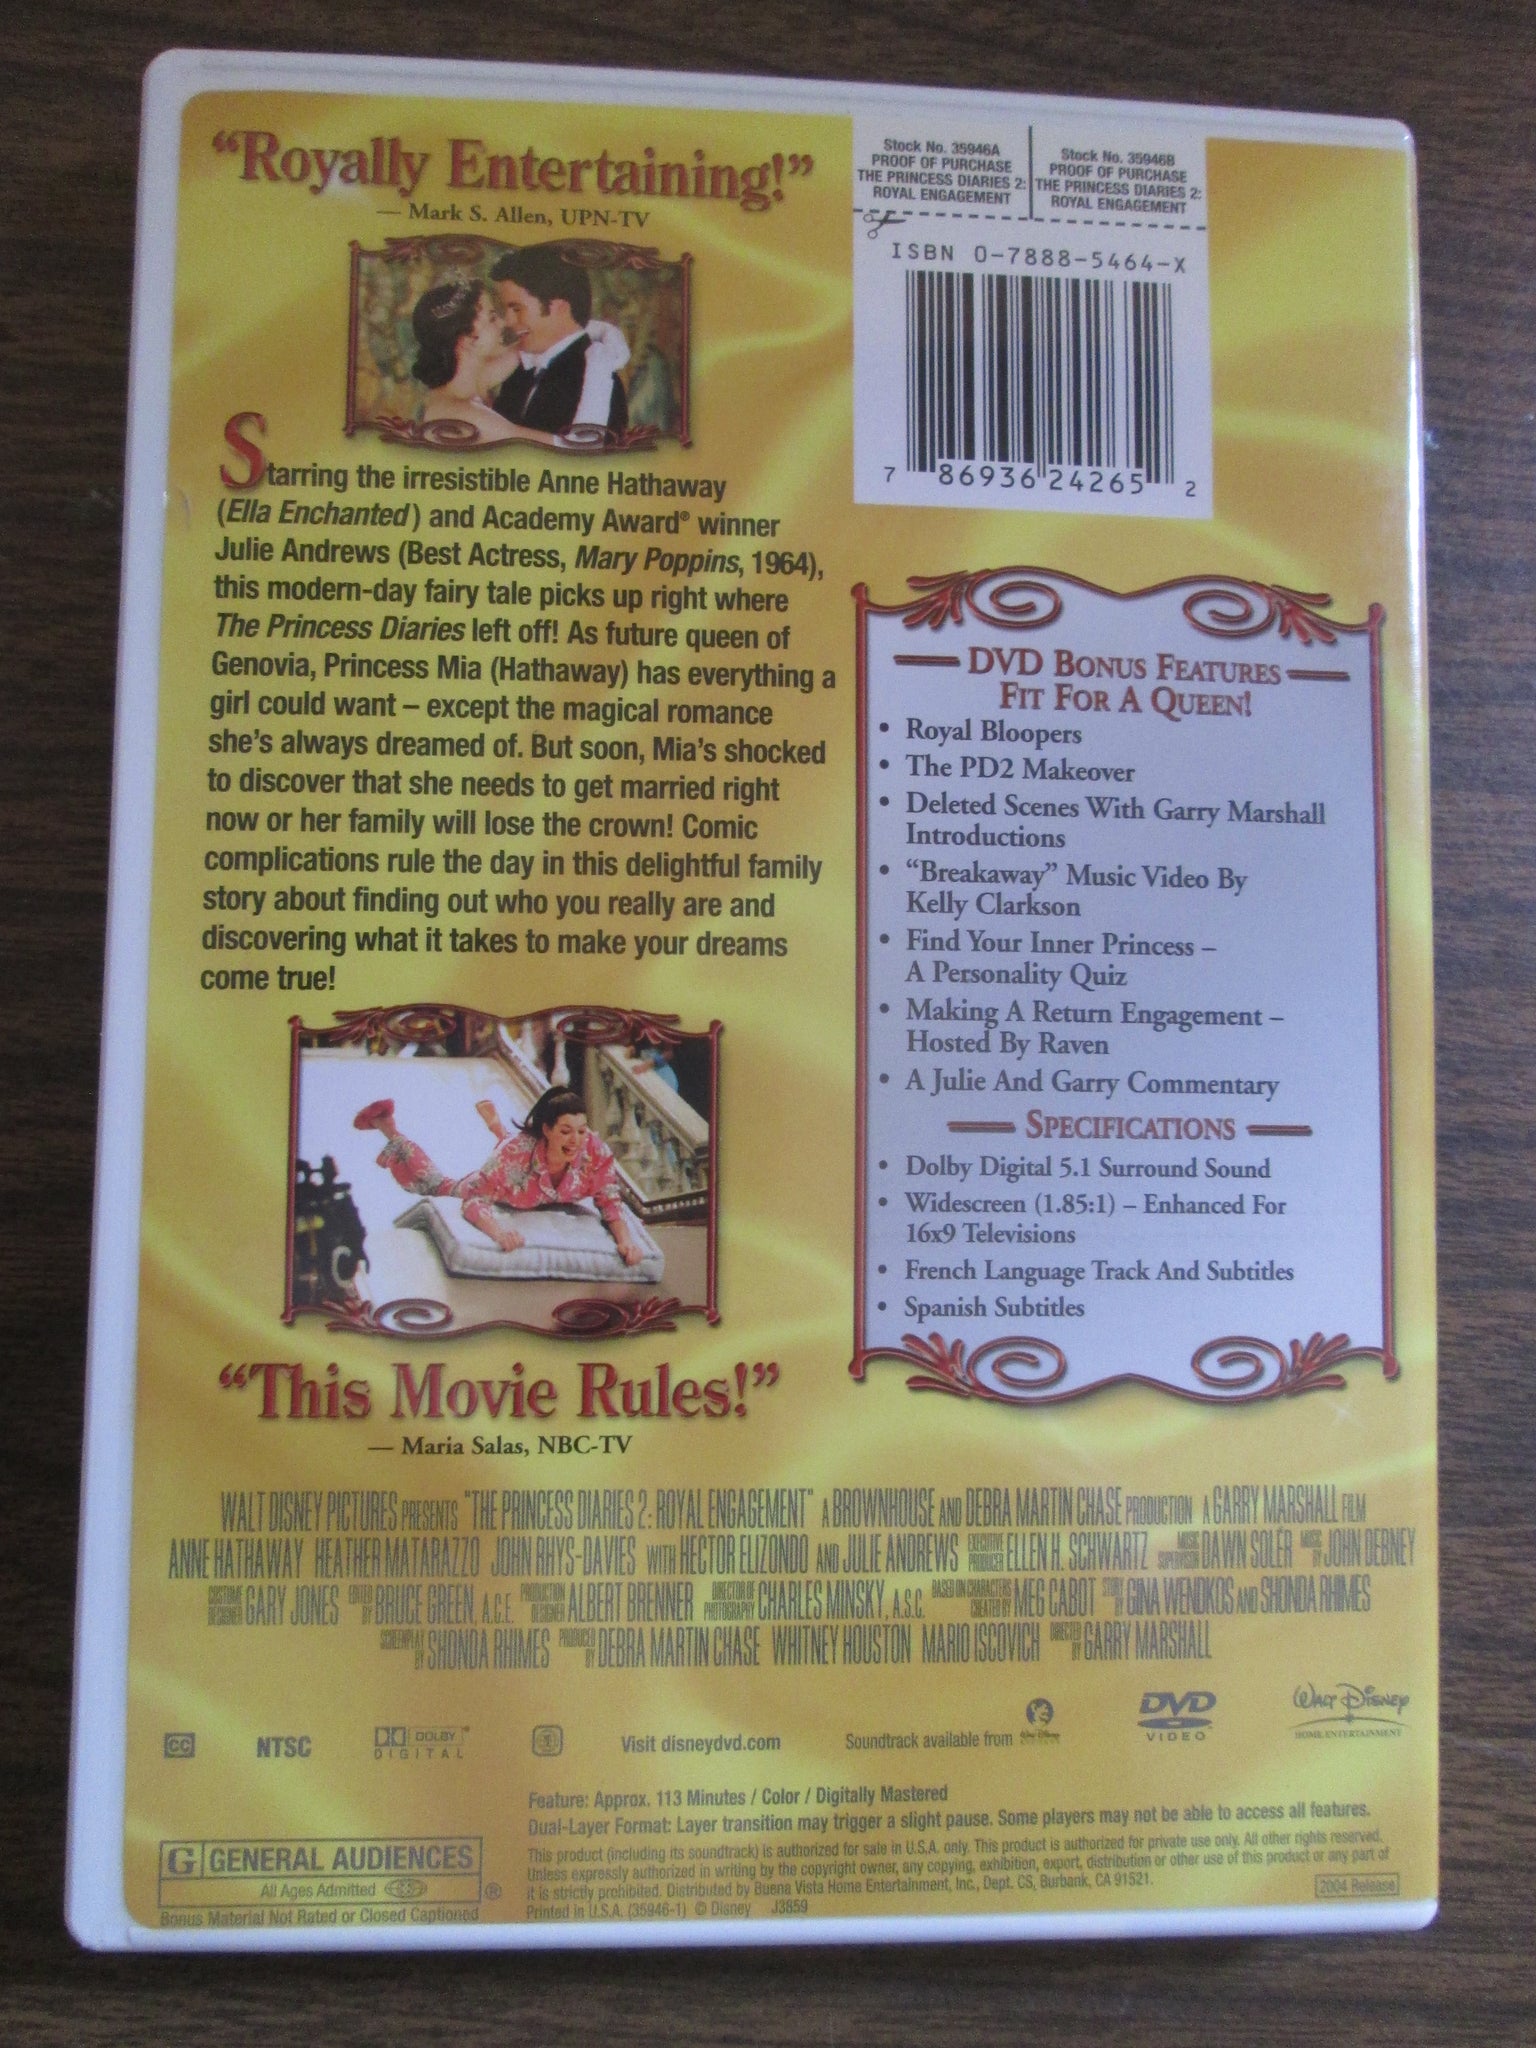 “Royally Entertaining!”
— Mark S. Allen, UPN-TV
Starring the irresistible Anne Hathaway
(Ella Enchanted) and Academy Award® winner
Julie Andrews (Best Actress, Mary Poppins, 1964),
this modern-day fairy tale picks up right where
The Princess Diaries left off! As future queen of
Genovia, Princess Mia (Hathaway) has everything a
girl could want – except the magical romance
she's always dreamed of. But soon, Mia's shocked
to discover that she needs to get married right
now or her family will lose the crown! Comic
complications rule the day in this delightful family
story about finding out who you really are and
discovering what it takes to make your dreams
come true!
“This Movie Rules!”
— Maria Salas, NBC-TV
Stock No. 35946A
PROOF OF PURCHASE
THE PRINCESS DIARIES 2:
ROYAL ENGAGEMENT
Stock No. 35946B
PROOF OF PURCHASE
THE PRINCESS DIARIES 2:
ROYAL ENGAGEMENT
ISBN 0-7888-5464-X
7 86936 24265 2
DVD BONUS FEATURES
FIT FOR A QUEEN!
• Royal Bloopers
• The PD2 Makeover
• Deleted Scenes With Garry Marshall
Introductions
• “Breakaway” Music Video By
Kelly Clarkson
• Find Your Inner Princess –
A Personality Quiz
• Making A Return Engagement –
Hosted By Raven
• A Julie And Garry Commentary
SPECIFICATIONS
• Dolby Digital 5.1 Surround Sound
• Widescreen (1.85:1) – Enhanced For
16x9 Televisions
• French Language Track And Subtitles
• Spanish Subtitles
WALT DISNEY PICTURES PRESENTS "THE PRINCESS DIARIES 2: ROYAL ENGAGEMENT" A BROWNHOUSE AND DEBRA MARTIN CHASE PRODUCTION A GARRY MARSHALL FILM
ANNE HATHAWAY HEATHER MATARAZZO JOHN RHYS-DAVIES WITH HECTOR ELIZONDO AND JULIE ANDREWS EXECUTIVE PRODUCER ELLEN H. SCHWARTZ MUSIC SUPERVISOR DAWN SOLÉR MUSIC BY JOHN DEBNEY
COSTUME DESIGNER GARY JONES EDITED BY BRUCE GREEN, A.C.E. PRODUCTION DESIGNER ALBERT BRENNER DIRECTOR OF PHOTOGRAPHY CHARLES MINSKY, A.S.C. BASED ON CHARACTERS CREATED BY MEG CABOT STORY BY GINA WENDKOS AND SHONDA RHIMES
SCREENPLAY BY SHONDA RHIMES PRODUCED BY DEBRA MARTIN CHASE WHITNEY HOUSTON MARIO ISCOVICH DIRECTED BY GARRY MARSHALL
CC NTSC DOLBY DIGITAL Visit disneydvd.com Soundtrack available from Walt Disney DVD VIDEO WALT DISNEY HOME ENTERTAINMENT
Feature: Approx. 113 Minutes / Color / Digitally Mastered
Dual-Layer Format: Layer transition may trigger a slight pause. Some players may not be able to access all features.
This product (including its soundtrack) is authorized for sale in U.S.A. only. This product is authorized for private use only. All other rights reserved.
Unless expressly authorized in writing by the copyright owner, any copying, exhibition, export, distribution or other use of this product or any part of
it is strictly prohibited. Distributed by Buena Vista Home Entertainment, Inc., Dept. CS, Burbank, CA 91521.
Printed in U.S.A. (35946-1) © Disney J3859
2004 Release
G GENERAL AUDIENCES
All Ages Admitted ®
Bonus Material Not Rated or Closed Captioned